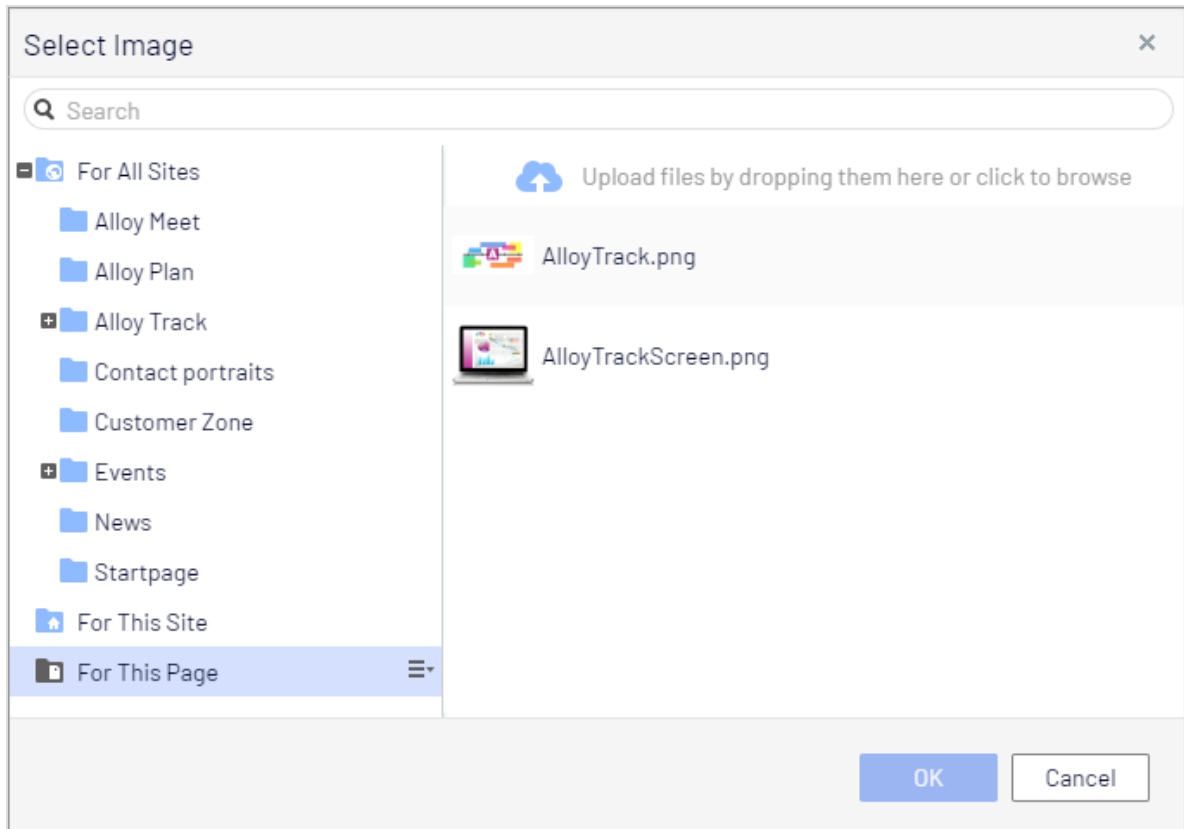 Select Image
Search
For All Sites
Alloy Meet
Alloy Plan
Alloy Track
Contact portraits
Customer Zone
Events
News
Startpage
For This Site
For This Page
Upload files by dropping them here or click to browse
AlloyTrack.png
AlloyTrackScreen.png
OK
Cancel